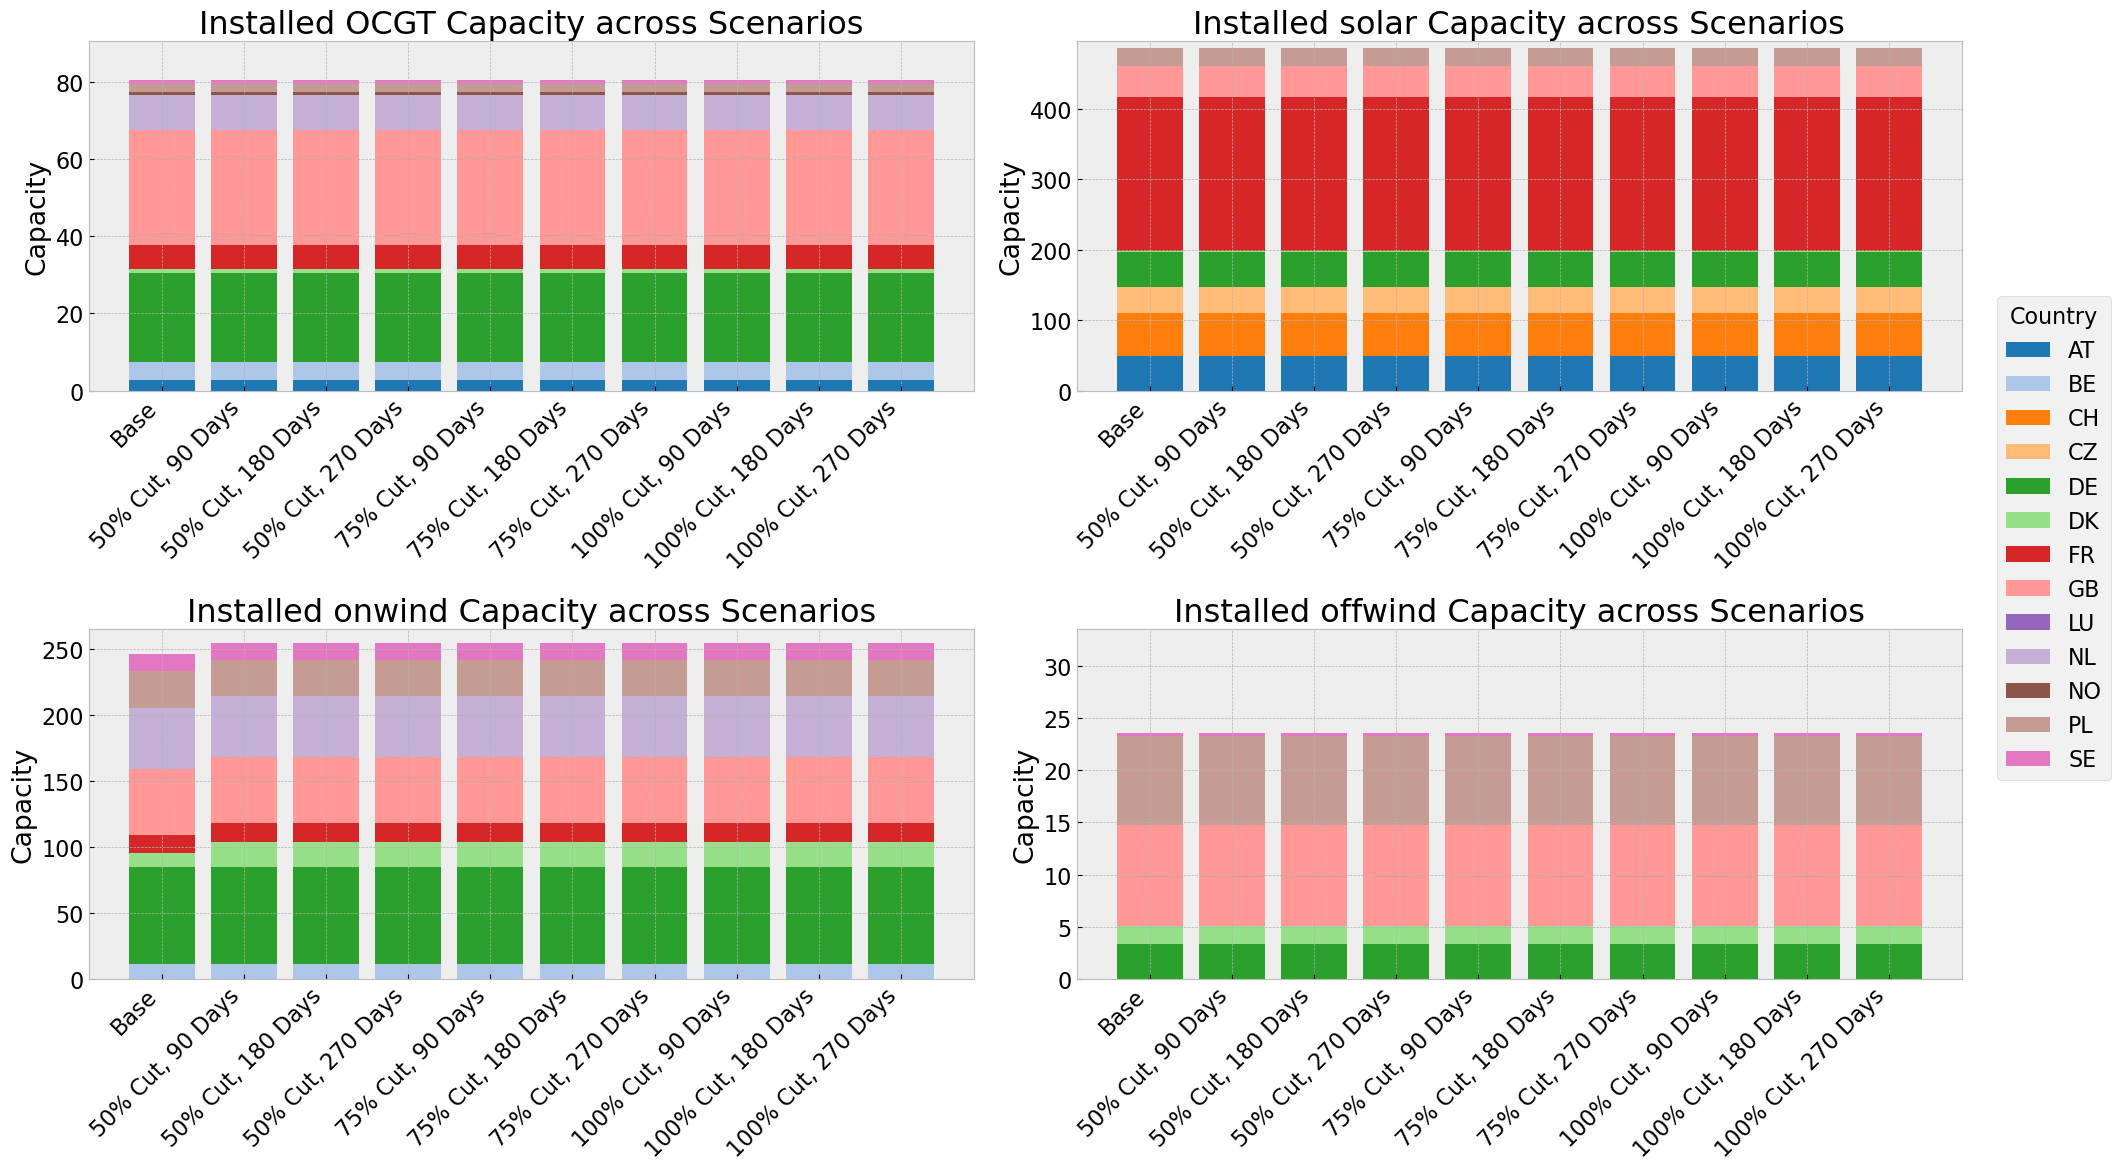 Installed OCGT Capacity across Scenarios
Capacity
80
60
40
20
0
Base
50% Cut, 90 Days
50% Cut, 180 Days
50% Cut, 270 Days
75% Cut, 90 Days
75% Cut, 180 Days
75% Cut, 270 Days
100% Cut, 90 Days
100% Cut, 180 Days
100% Cut, 270 Days
Installed solar Capacity across Scenarios
Capacity
400
300
200
100
0
Base
50% Cut, 90 Days
50% Cut, 180 Days
50% Cut, 270 Days
75% Cut, 90 Days
75% Cut, 180 Days
75% Cut, 270 Days
100% Cut, 90 Days
100% Cut, 180 Days
100% Cut, 270 Days
Installed onwind Capacity across Scenarios
Capacity
250
200
150
100
50
0
Base
50% Cut, 90 Days
50% Cut, 180 Days
50% Cut, 270 Days
75% Cut, 90 Days
75% Cut, 180 Days
75% Cut, 270 Days
100% Cut, 90 Days
100% Cut, 180 Days
100% Cut, 270 Days
Installed offwind Capacity across Scenarios
Capacity
30
25
20
15
10
5
0
Base
50% Cut, 90 Days
50% Cut, 180 Days
50% Cut, 270 Days
75% Cut, 90 Days
75% Cut, 180 Days
75% Cut, 270 Days
100% Cut, 90 Days
100% Cut, 180 Days
100% Cut, 270 Days
Country
AT
BE
CH
CZ
DE
DK
FR
GB
LU
NL
NO
PL
SE